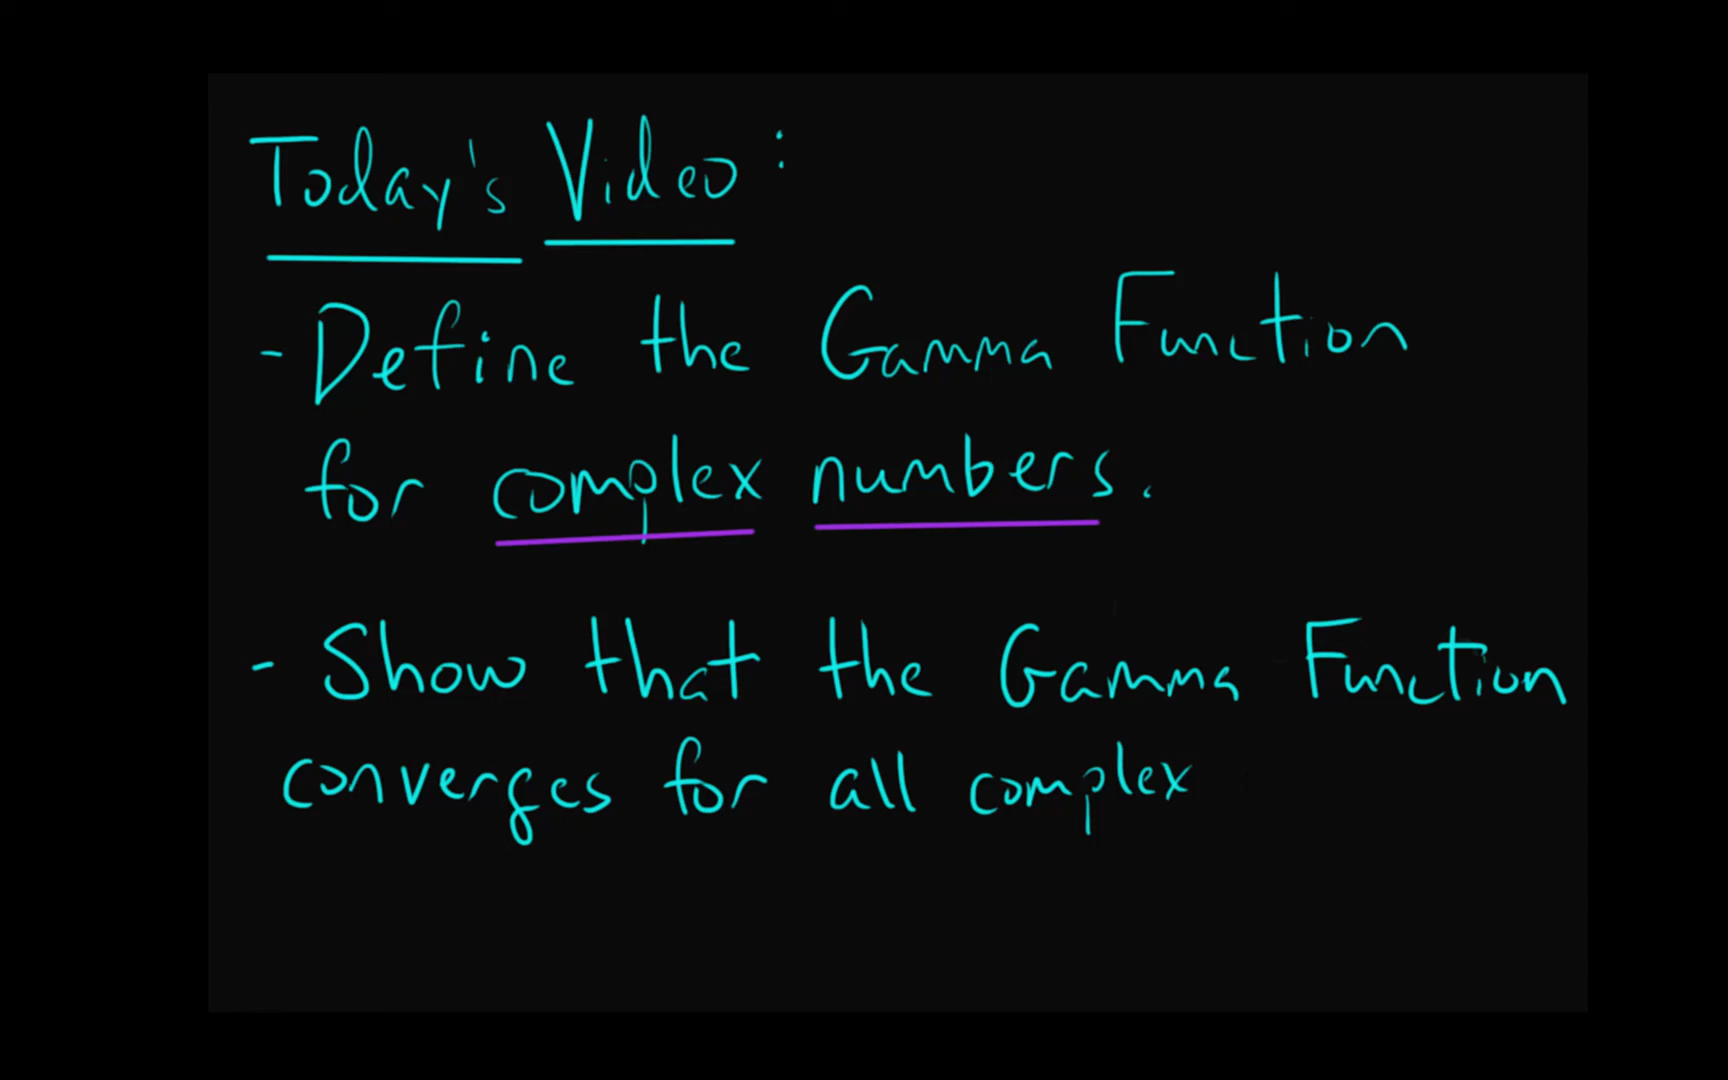 Today's Video:
- Define the Gamma Function
for complex numbers.
- Show that the Gamma Function
converges for all complex